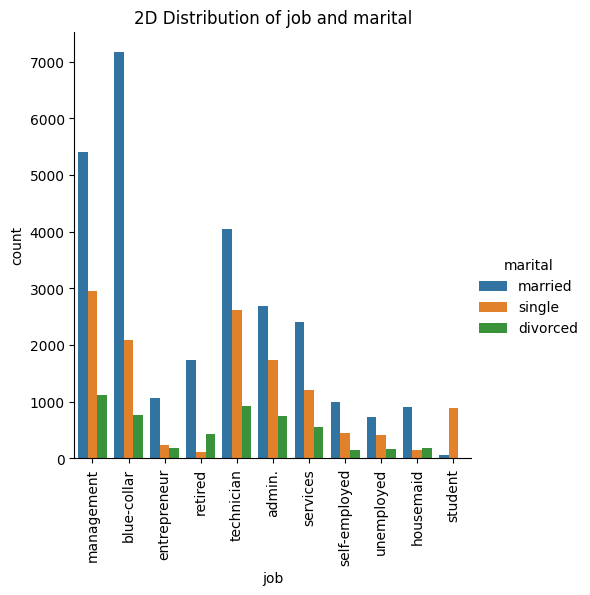 2D Distribution of job and marital
7000
6000
5000
4000
3000
2000
1000
0
count
management
blue-collar
entrepreneur
retired
technician
admin.
services
self-employed
unemployed
housemaid
student
job
marital
married
single
divorced